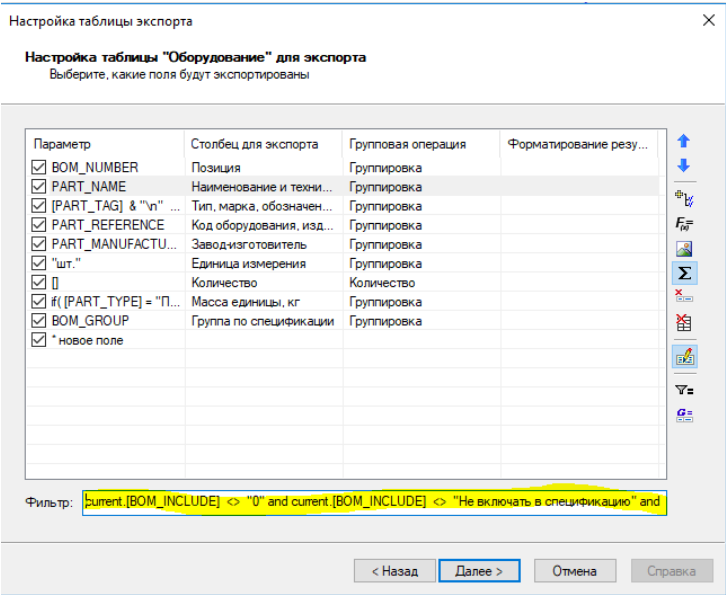 Настройка таблицы экспорта
Настройка таблицы "Оборудование" для экспорта
Выберите, какие поля будут экспортированы
Параметр Столбец для экспорта Групповая операция Форматирование резу...
BOM_NUMBER Позиция Группировка
PART_NAME Наименование и техни... Группировка
[PART_TAG] & "\n" ... Тип, марка, обозначен... Группировка
PART_REFERENCE Код оборудования, изд... Группировка
PART_MANUFACTU... Завод-изготовитель Группировка
"шт." Единица измерения Группировка
[] Количество Количество
if( [PART_TYPE] = "П... Масса единицы, кг Группировка
BOM_GROUP Группа по спецификации Группировка
* новое поле
Фильтр: current.[BOM_INCLUDE] <> "0" and current.[BOM_INCLUDE] <> "Не включать в спецификацию" and
< Назад Далее > Отмена Справка